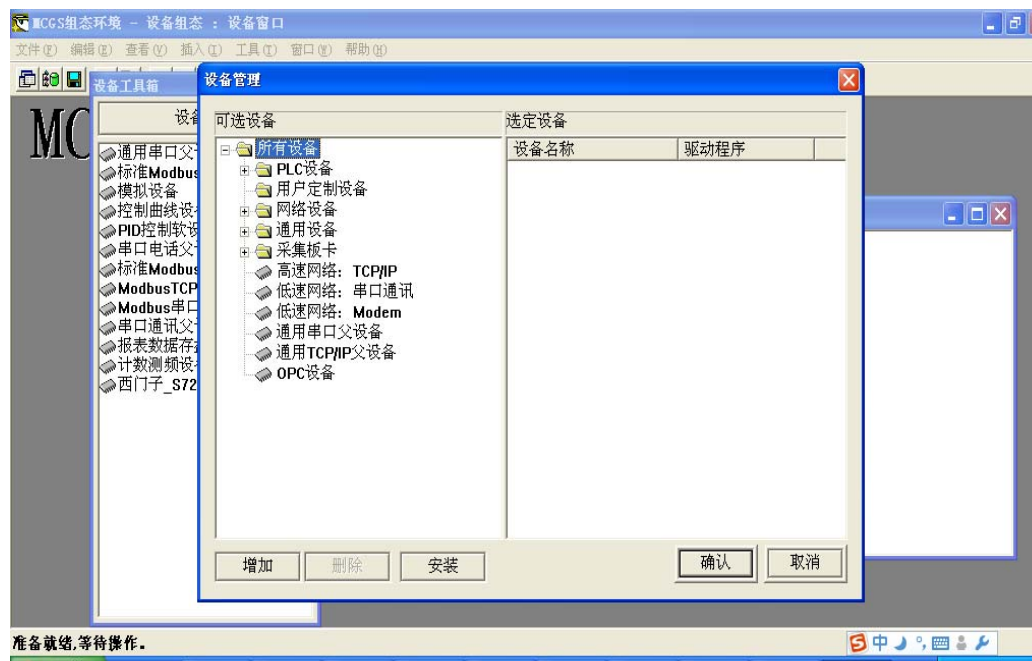 MCGS组态环境 - 设备组态 : 设备窗口
文件(F) 编辑(E) 查看(V) 插入(I) 工具(T) 窗口(W) 帮助(H)
设备工具箱
设备管理
MC
设备
可选设备
选定设备
设备名称 驱动程序
通用串口父
标准Modbus
模拟设备
控制曲线设
PID控制软设
串口电话父
标准Modbus
ModbusTCP
Modbus串口
串口通讯父
报表数据存
计数测频设
西门子_S72
所有设备
PLC设备
用户定制设备
网络设备
通用设备
采集板卡
高速网络: TCP/IP
低速网络: 串口通讯
低速网络: Modem
通用串口父设备
通用TCP/IP父设备
OPC设备
增加 删除 安装 确认 取消
准备就绪,等待操作。
中